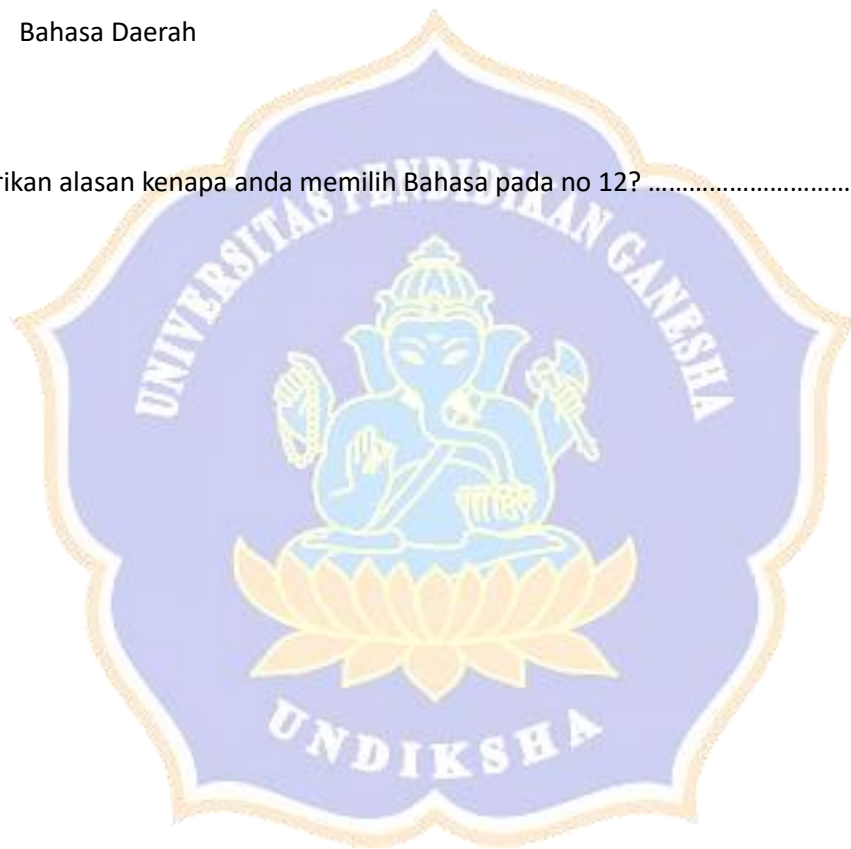 Bahasa Daerah
rikan alasan kenapa anda memilih Bahasa pada no 12? ................................
UNIVERSITAS PENDIDIKAN GANESHA
UNDIKSHA